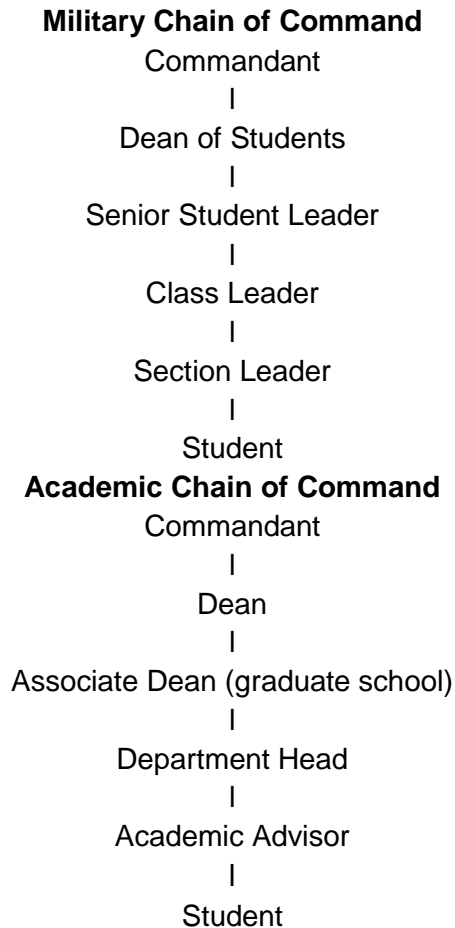 Military Chain of Command
Commandant
|
Dean of Students
|
Senior Student Leader
|
Class Leader
|
Section Leader
|
Student
Academic Chain of Command
Commandant
|
Dean
|
Associate Dean (graduate school)
|
Department Head
|
Academic Advisor
|
Student